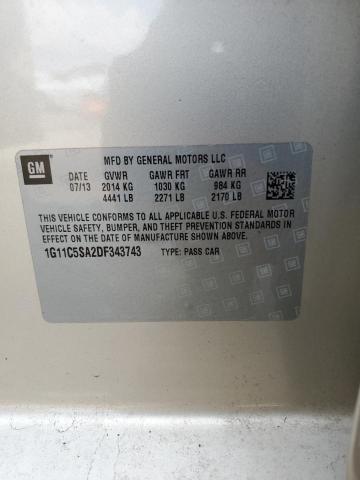 GM
MFD BY GENERAL MOTORS LLC
DATE GVWR GAWR FRT GAWR RR
07/13 2014 KG 1030 KG 984 KG
4441 LB 2271 LB 2170 LB
THIS VEHICLE CONFORMS TO ALL APPLICABLE U.S. FEDERAL MOTOR
VEHICLE SAFETY, BUMPER, AND THEFT PREVENTION STANDARDS IN
EFFECT ON THE DATE OF MANUFACTURE SHOWN ABOVE.
1G11C5SA2DF343743 TYPE: PASS CAR